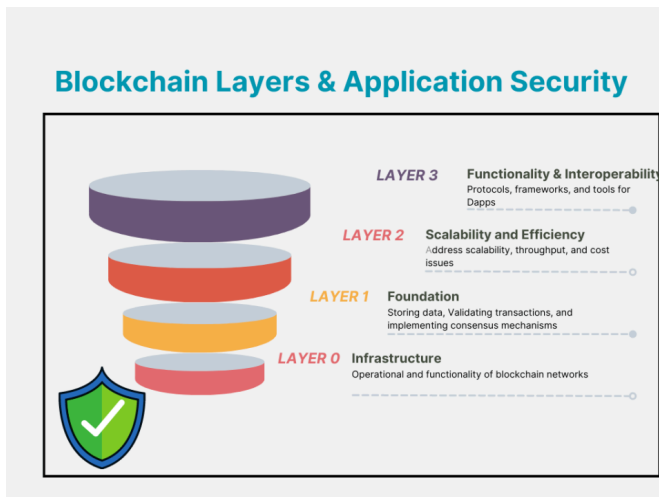 Blockchain Layers & Application Security
LAYER 3
Functionality & Interoperability
Protocols, frameworks, and tools for
Dapps
LAYER 2
Scalability and Efficiency
Address scalability, throughput, and cost
issues
LAYER 1
Foundation
Storing data, Validating transactions, and
implementing consensus mechanisms
LAYER 0
Infrastructure
Operational and functionality of blockchain networks